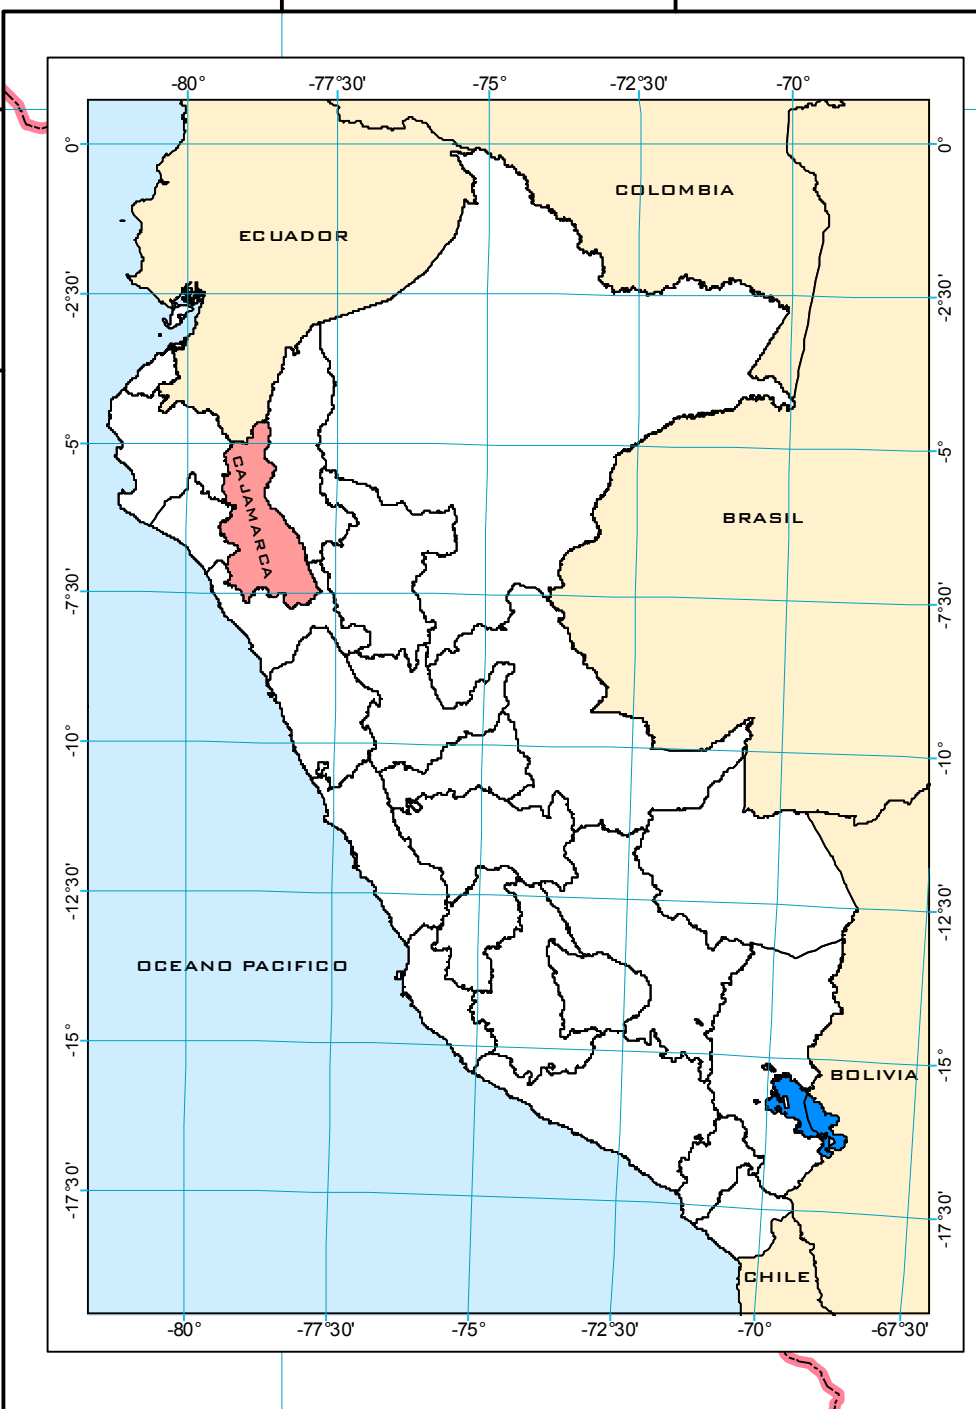 -80° -77°30' -75° -72°30' -70°
0° 0°
COLOMBIA
ECUADOR
-2°30' -2°30'
-5° -5°
CAJAMARCA
BRASIL
-7°30' -7°30'
-10° -10°
-12°30' -12°30'
OCEANO PACIFICO
-15° -15°
BOLIVIA
-17°30' -17°30'
CHILE
-80° -77°30' -75° -72°30' -70° -67°30'